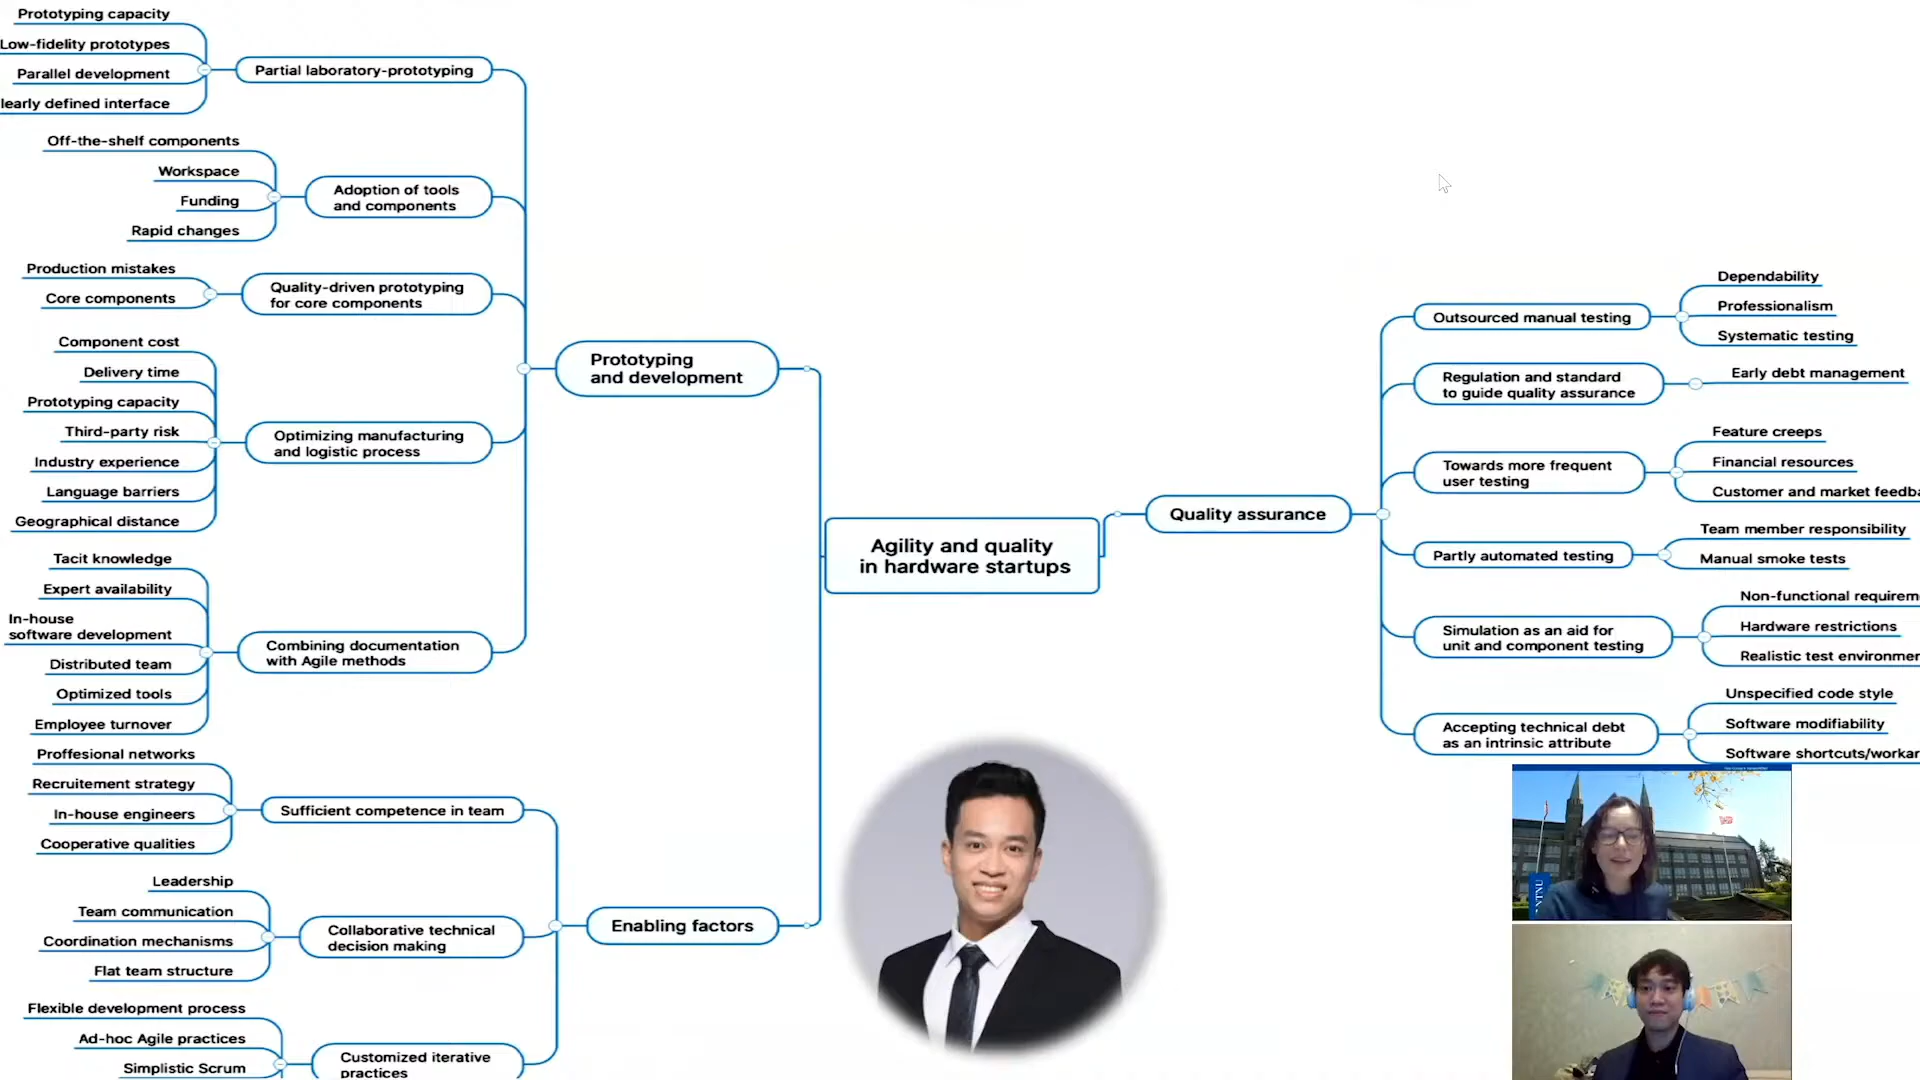 Prototyping capacity
Low-fidelity prototypes
Parallel development
learly defined interface
Partial laboratory-prototyping
Off-the-shelf components
Workspace
Funding
Rapid changes
Adoption of tools
and components
Production mistakes
Core components
Quality-driven prototyping
for core components
Component cost
Delivery time
Prototyping capacity
Third-party risk
Industry experience
Language barriers
Geographical distance
Optimizing manufacturing
and logistic process
Tacit knowledge
Expert availability
In-house
software development
Distributed team
Optimized tools
Employee turnover
Combining documentation
with Agile methods
Prototyping
and development
Proffesional networks
Recruitement strategy
In-house engineers
Cooperative qualities
Sufficient competence in team
Leadership
Team communication
Coordination mechanisms
Flat team structure
Collaborative technical
decision making
Flexible development process
Ad-hoc Agile practices
Simplistic Scrum
Customized iterative
practices
Enabling factors
Agility and quality
in hardware startups
Quality assurance
Outsourced manual testing
Dependability
Professionalism
Systematic testing
Regulation and standard
to guide quality assurance
Early debt management
Towards more frequent
user testing
Feature creeps
Financial resources
Customer and market feedba
Partly automated testing
Team member responsibility
Manual smoke tests
Simulation as an aid for
unit and component testing
Non-functional requirem
Hardware restrictions
Realistic test environmer
Accepting technical debt
as an intrinsic attribute
Unspecified code style
Software modifiability
Software shortcuts/workar
NTNU